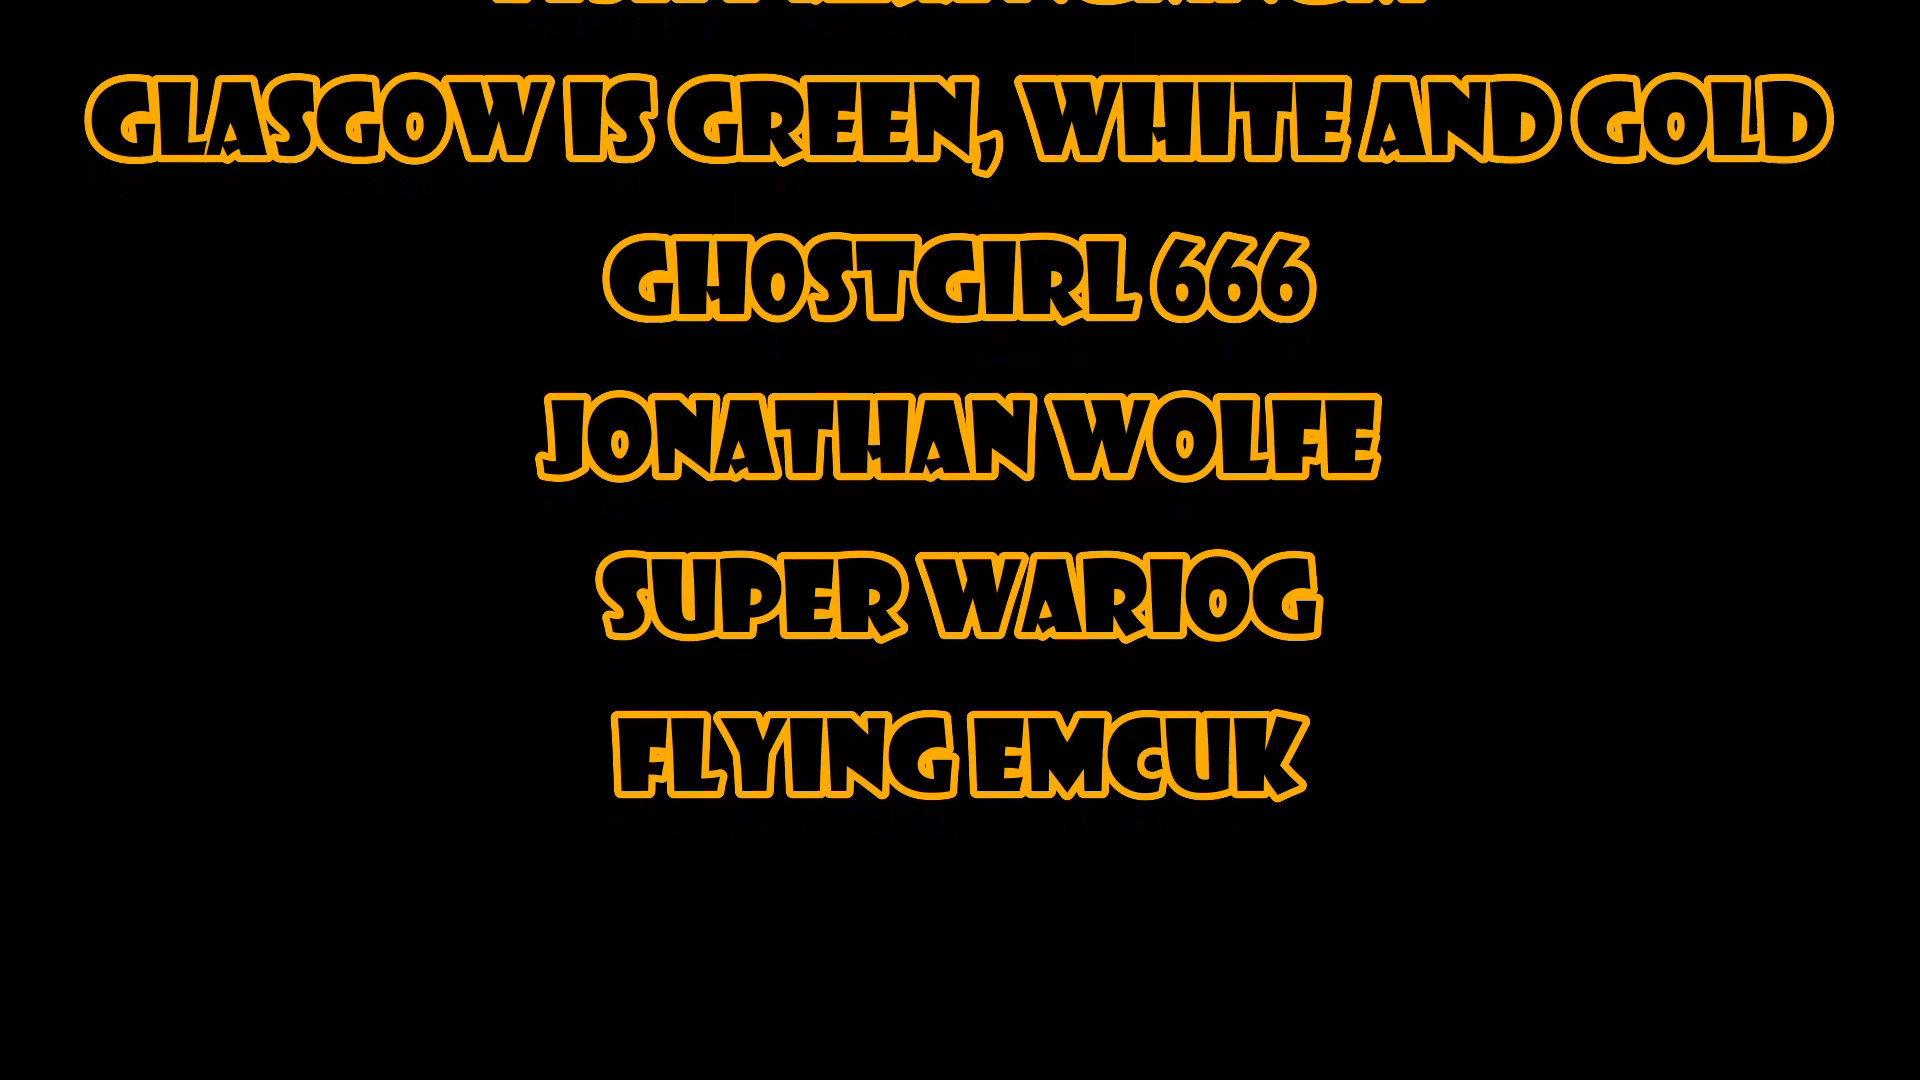 GLASGOW IS GREEN, WHITE AND GOLD
GHOSTGIRL 666
JONATHAN WOLFE
SUPER WARIOG
FLYING EMCUK